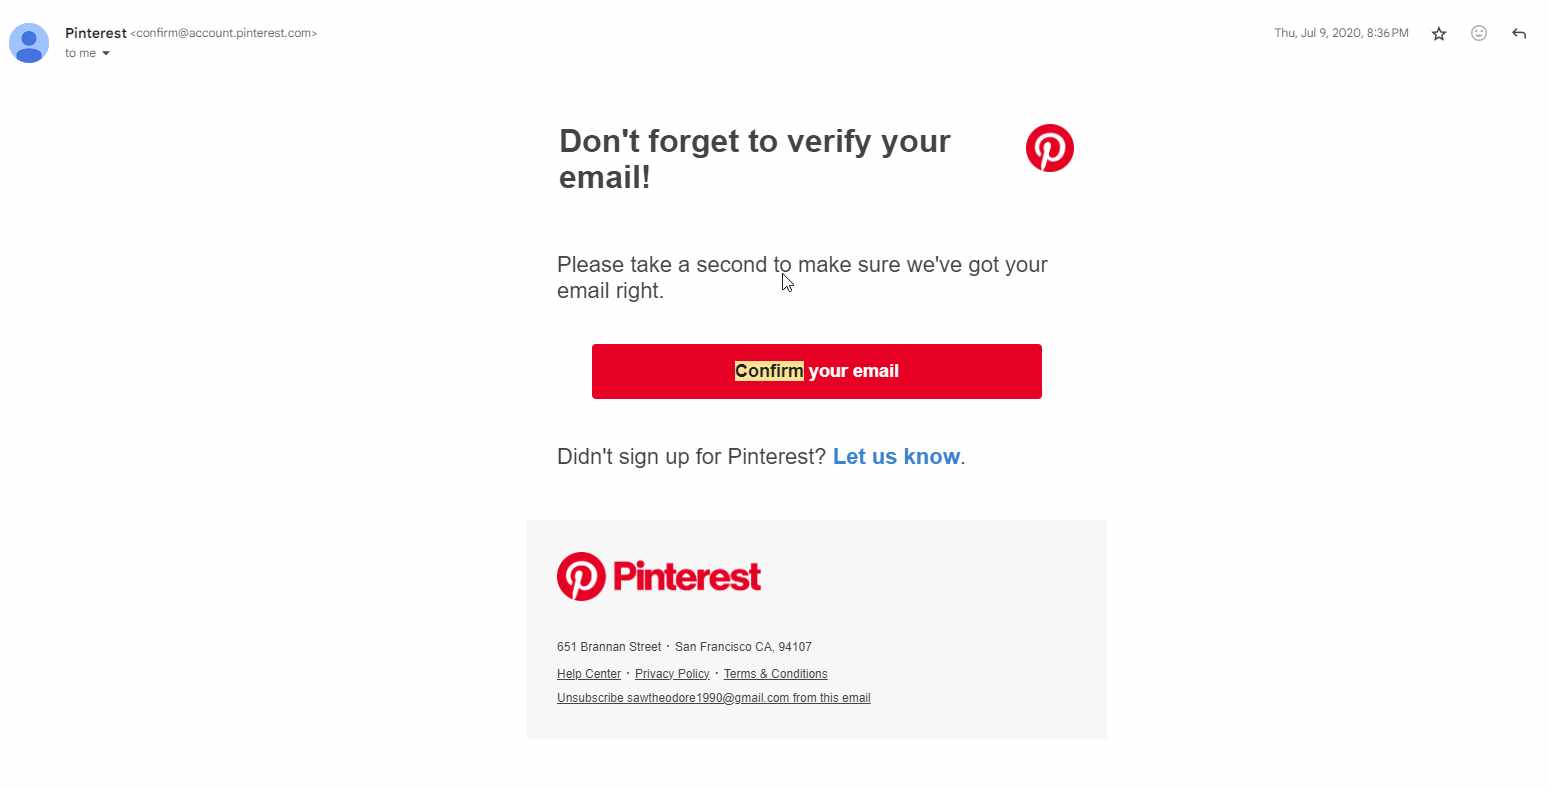 Pinterest <confirm@account.pinterest.com>
Thu, Jul 9, 2020, 8:36 PM
to me
Don't forget to verify your
email!
Please take a second to make sure we've got your
email right.
Confirm your email
Didn't sign up for Pinterest? Let us know.
Pinterest
651 Brannan Street · San Francisco CA, 94107
Help Center · Privacy Policy · Terms & Conditions
Unsubscribe sawtheodore1990@gmail.com from this email